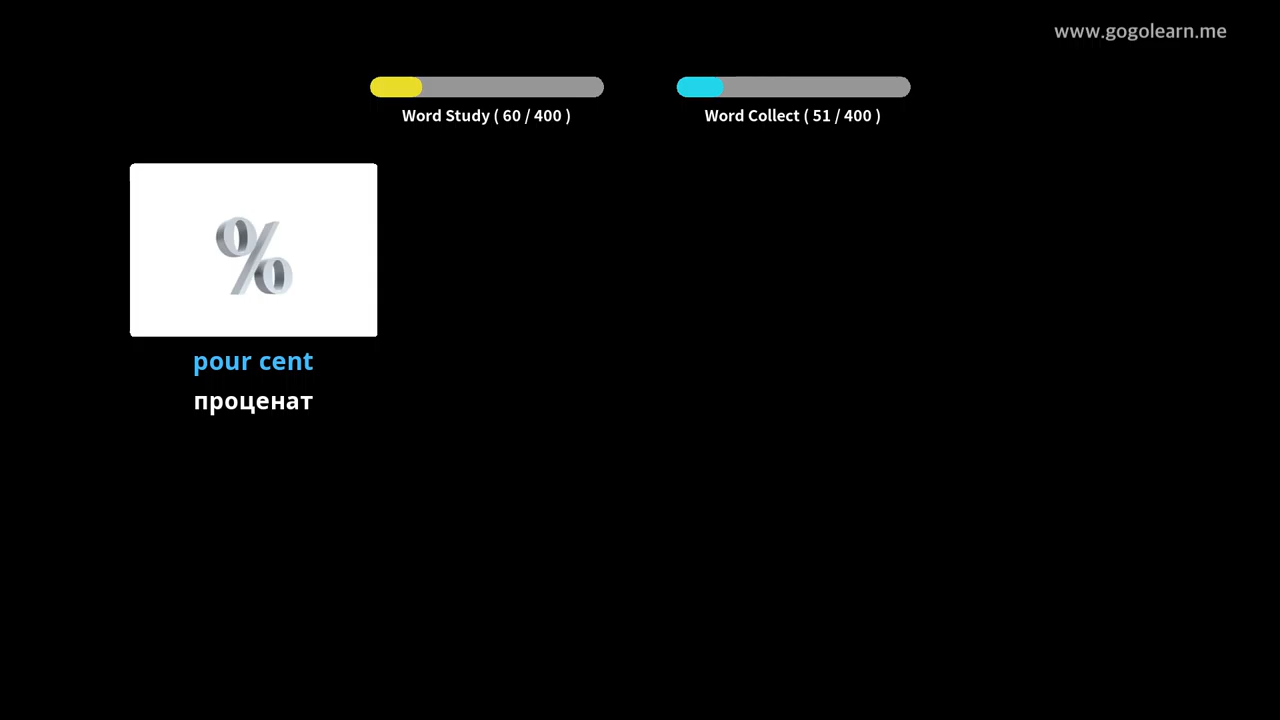 www.gogolearn.me
Word Study ( 60 / 400 )
Word Collect ( 51 / 400 )
%
pour cent
проценат